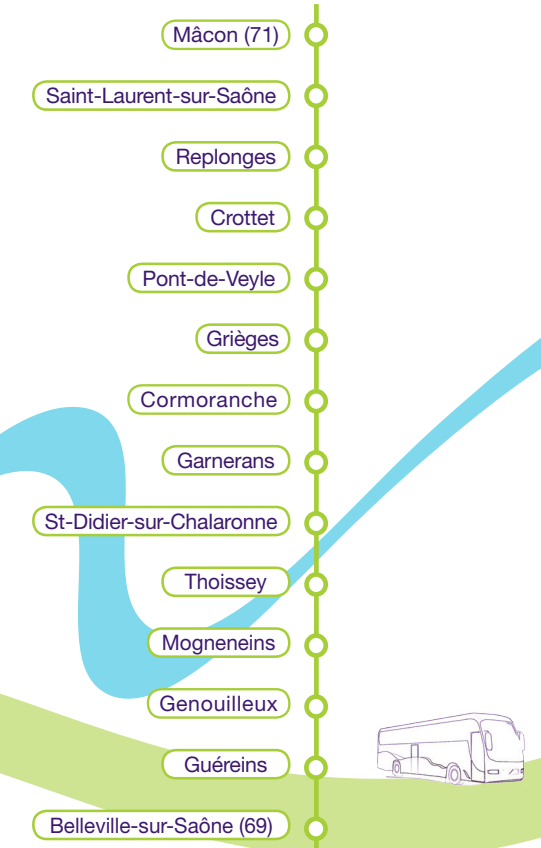 Mâcon (71)
Saint-Laurent-sur-Saône
Replonges
Crottet
Pont-de-Veyle
Grièges
Cormoranche
Garnerans
St-Didier-sur-Chalaronne
Thoissey
Mogneneins
Genouilleux
Guéreins
Belleville-sur-Saône (69)